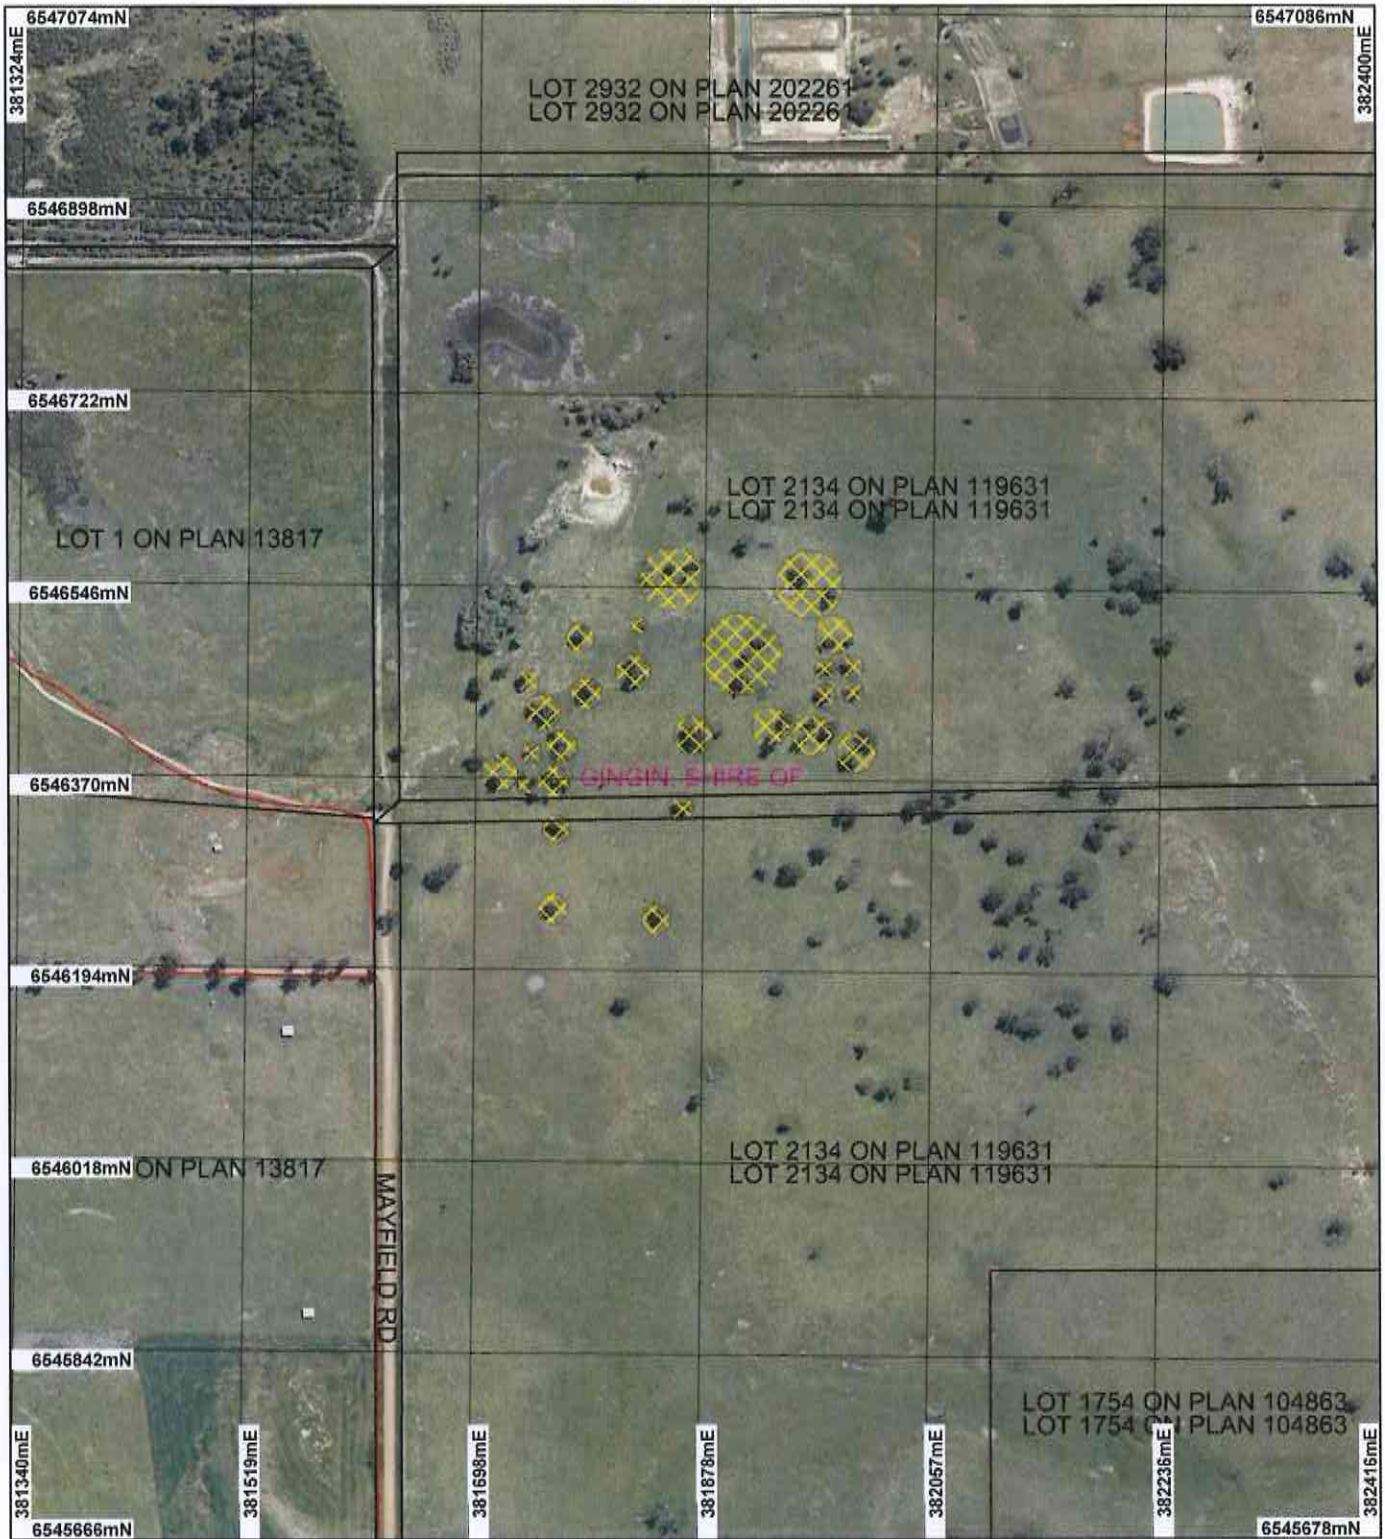 6547074mN
6547086mN
381324mE
382400mE
LOT 2932 ON PLAN 202261
LOT 2932 ON PLAN 202261
6546898mN
6546722mN
LOT 2134 ON PLAN 119631
LOT 2134 ON PLAN 119631
LOT 1 ON PLAN 13817
6546546mN
6546370mN
GINGIN, SHIRE OF
6546194mN
LOT 2134 ON PLAN 119631
LOT 2134 ON PLAN 119631
6546018mN
ON PLAN 13817
MAYFIELD RD
6545842mN
LOT 1754 ON PLAN 104863
LOT 1754 ON PLAN 104863
381340mE
381519mE
381698mE
381878mE
382057mE
382236mE
382416mE
6545666mN
6545678mN